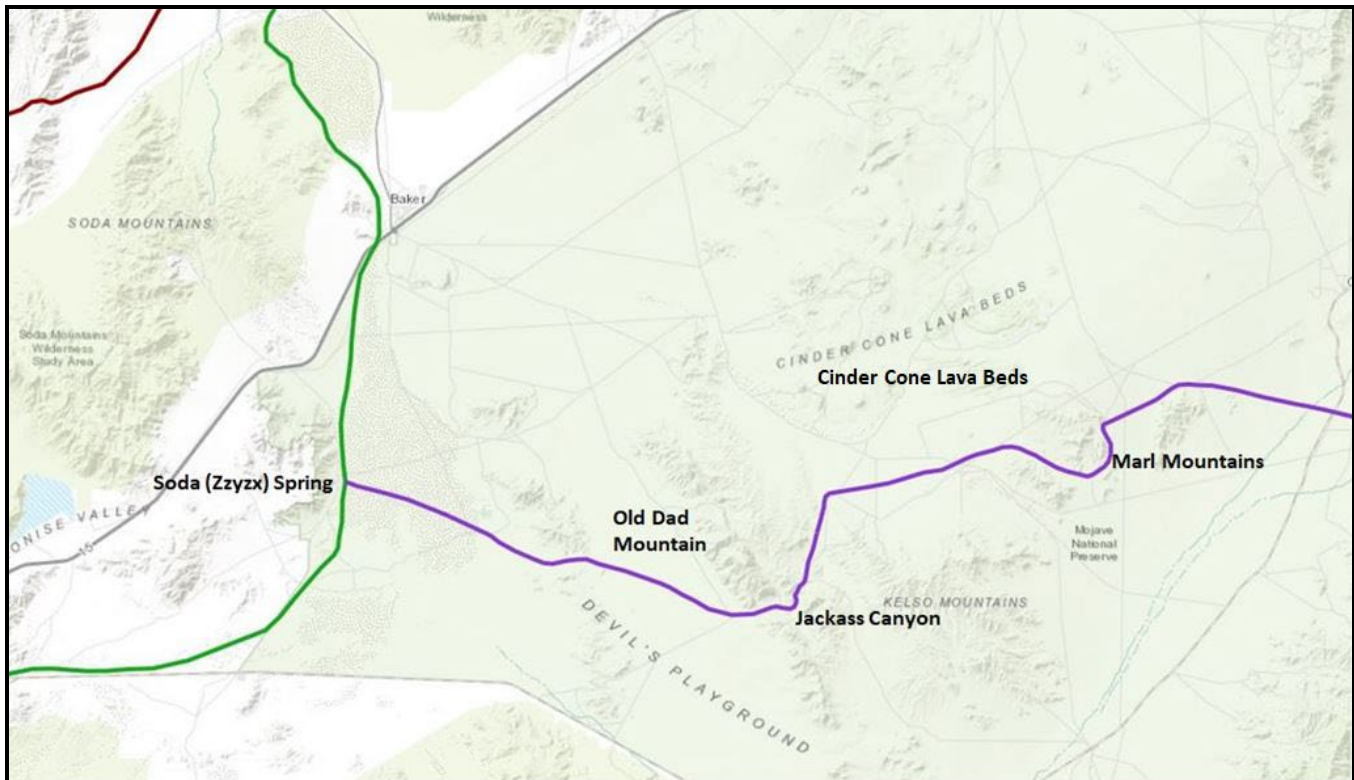 Wilderness
Baker
SODA MOUNTAINS
Soda Mountains
Wilderness
Study Area
CINDER CONE LAVA BEDS
Cinder Cone Lava Beds
Marl Mountains
Soda (Zzyzx) Spring
ONISE VALLEY
15
Old Dad
Mountain
Mojave
National
Preserve
KELSO MOUNTAINS
Jackass Canyon
DEVIL'S PLAYGROUND